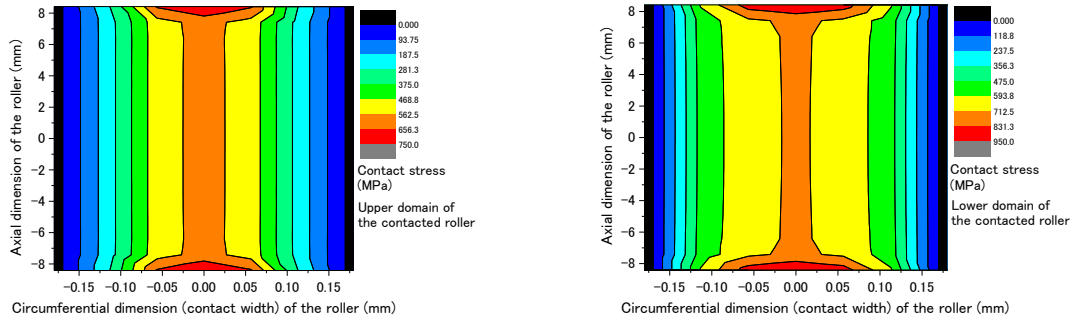 8
6
4
2
0
-2
-4
-6
-8
Axial dimension of the roller (mm)
-0.15 -0.10 -0.05 0.00 0.05 0.10 0.15
Circumferential dimension (contact width) of the roller (mm)
0.000
93.75
187.5
281.3
375.0
468.8
562.5
656.3
750.0
Contact stress
(MPa)
Upper domain of
the contacted roller
8
6
4
2
0
-2
-4
-6
-8
Axial dimension of the roller (mm)
-0.15 -0.10 -0.05 0.00 0.05 0.10 0.15
Circumferential dimension (contact width) of the roller (mm)
0.000
118.8
237.5
356.3
475.0
593.8
712.5
831.3
950.0
Contact stress
(MPa)
Lower domain of
the contacted roller